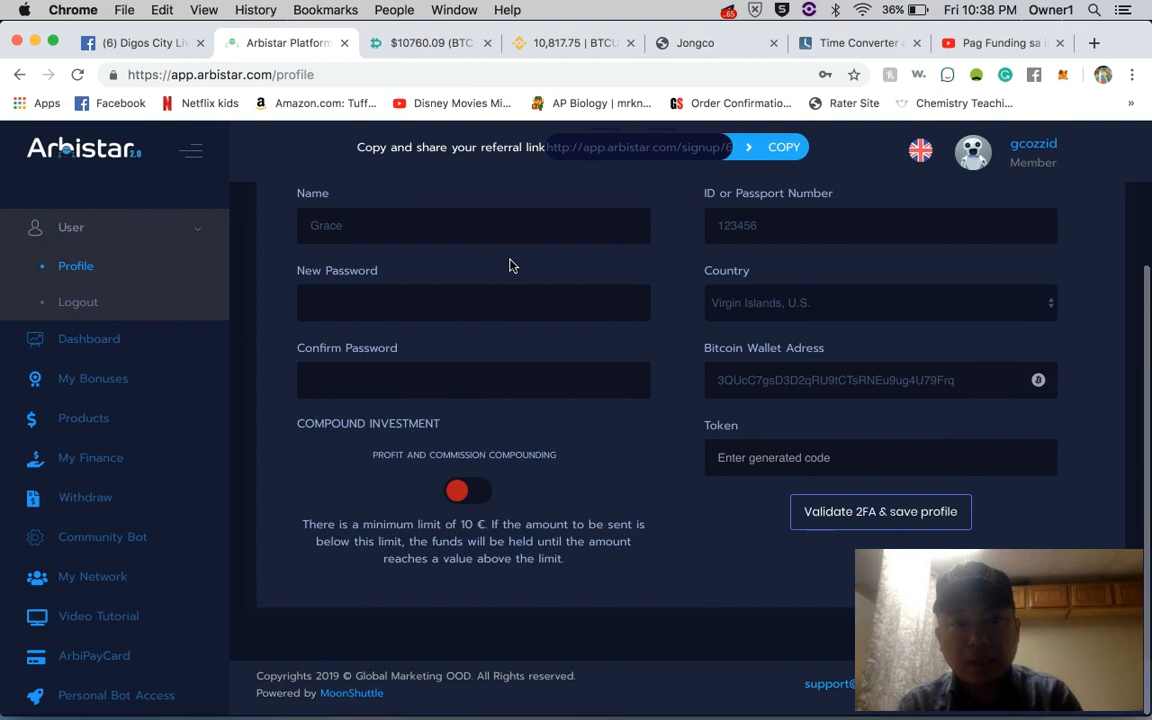 Chrome File Edit View History Bookmarks People Window Help 36% Fri 10:38 PM Owner1
(6) Digos City Liv
Arbistar Platform
$10760.09 (BTC
10,817.75 | BTCU
Jongco
Time Converter a
Pag Funding sa
https://app.arbistar.com/profile
Apps Facebook Netflix kids Amazon.com: Tuff... Disney Movies Mi... AP Biology | mrkn... Order Confirmatio... Rater Site Chemistry Teachi...
Arbistar 2.0
Copy and share your referral link http://app.arbistar.com/signup/6 COPY
gcozzid
Member
User
Profile
Logout
Dashboard
My Bonuses
Products
My Finance
Withdraw
Community Bot
My Network
Video Tutorial
ArbiPayCard
Personal Bot Access
Name
Grace
New Password
Confirm Password
COMPOUND INVESTMENT
PROFIT AND COMMISSION COMPOUNDING
There is a minimum limit of 10 €. If the amount to be sent is
below this limit, the funds will be held until the amount
reaches a value above the limit.
ID or Passport Number
123456
Country
Virgin Islands, U.S.
Bitcoin Wallet Adress
3QUcC7gsD3D2qRU9tCTsRNEu9ug4U79Frq
Token
Enter generated code
Validate 2FA & save profile
Copyrights 2019 © Global Marketing OOD. All Rights reserved.
Powered by MoonShuttle
support@